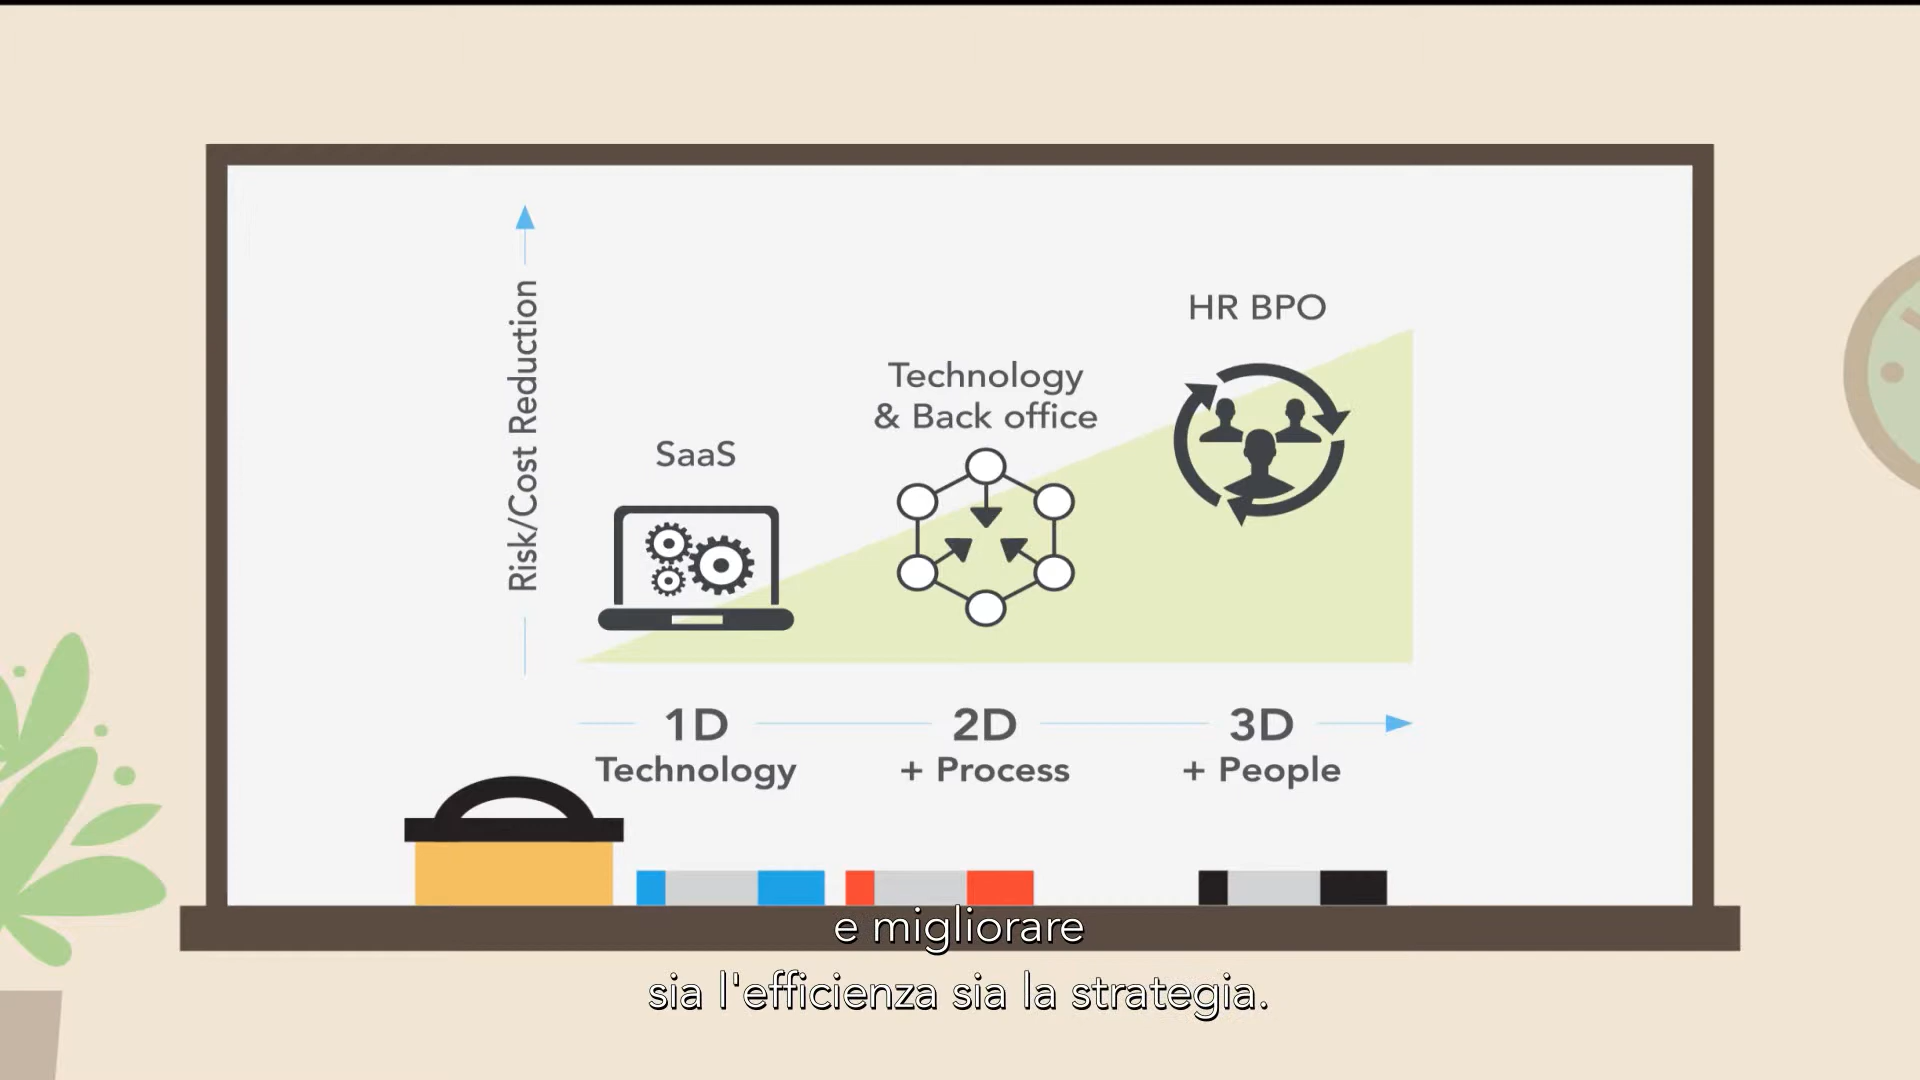 HR BPO
Technology
& Back office
SaaS
Risk/Cost Reduction
1D
Technology
2D
+ Process
3D
+ People
e migliorare
sia l'efficienza sia la strategia.